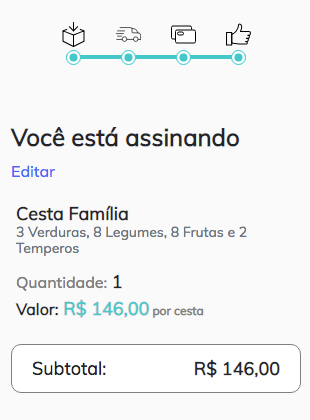 Você está assinando
Editar
Cesta Família
3 Verduras, 8 Legumes, 8 Frutas e 2
Temperos
Quantidade: 1
Valor: R$ 146,00 por cesta
Subtotal: R$ 146,00